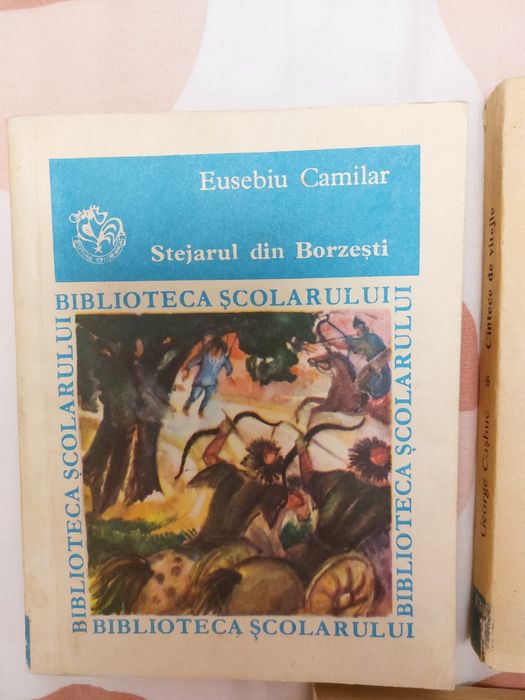 Eusebiu Camilar
Stejarul din Borzești
BIBLIOTECA ȘCOLARULUI
BIBLIOTECA ȘCOLARULUI
BIBLIOTECA ȘCOLARULUI
BIBLIOTECA ȘCOLARULUI
George Coșbuc * Cîntece de vitejie